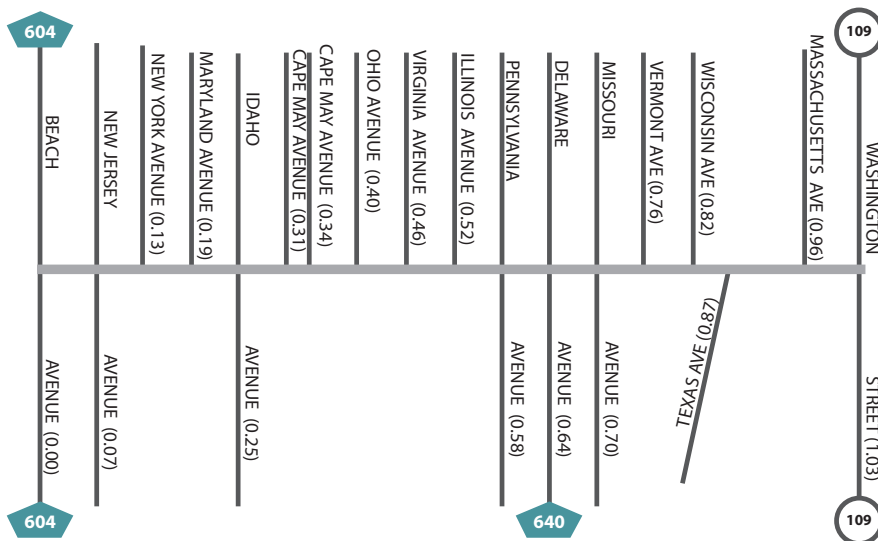 604
109
BEACH
AVENUE (0.00)
NEW JERSEY
AVENUE (0.07)
NEW YORK AVENUE (0.13)
MARYLAND AVENUE (0.19)
IDAHO
AVENUE (0.25)
CAPE MAY AVENUE (0.31)
CAPE MAY AVENUE (0.34)
OHIO AVENUE (0.40)
VIRGINIA AVENUE (0.46)
ILLINOIS AVENUE (0.52)
PENNSYLVANIA
AVENUE (0.58)
DELAWARE
AVENUE (0.64)
MISSOURI
AVENUE (0.70)
VERMONT AVE (0.76)
WISCONSIN AVE (0.82)
TEXAS AVE (0.87)
MASSACHUSETTS AVE (0.96)
WASHINGTON
STREET (1.03)
604
640
109